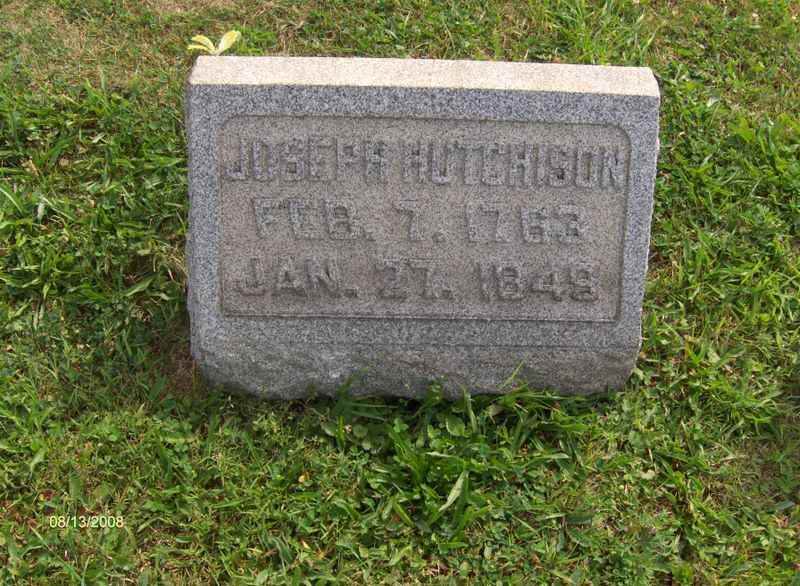 JOSEPH HUTCHISON
FEB. 7. 1763
JAN. 27. 1849
08/13/2008